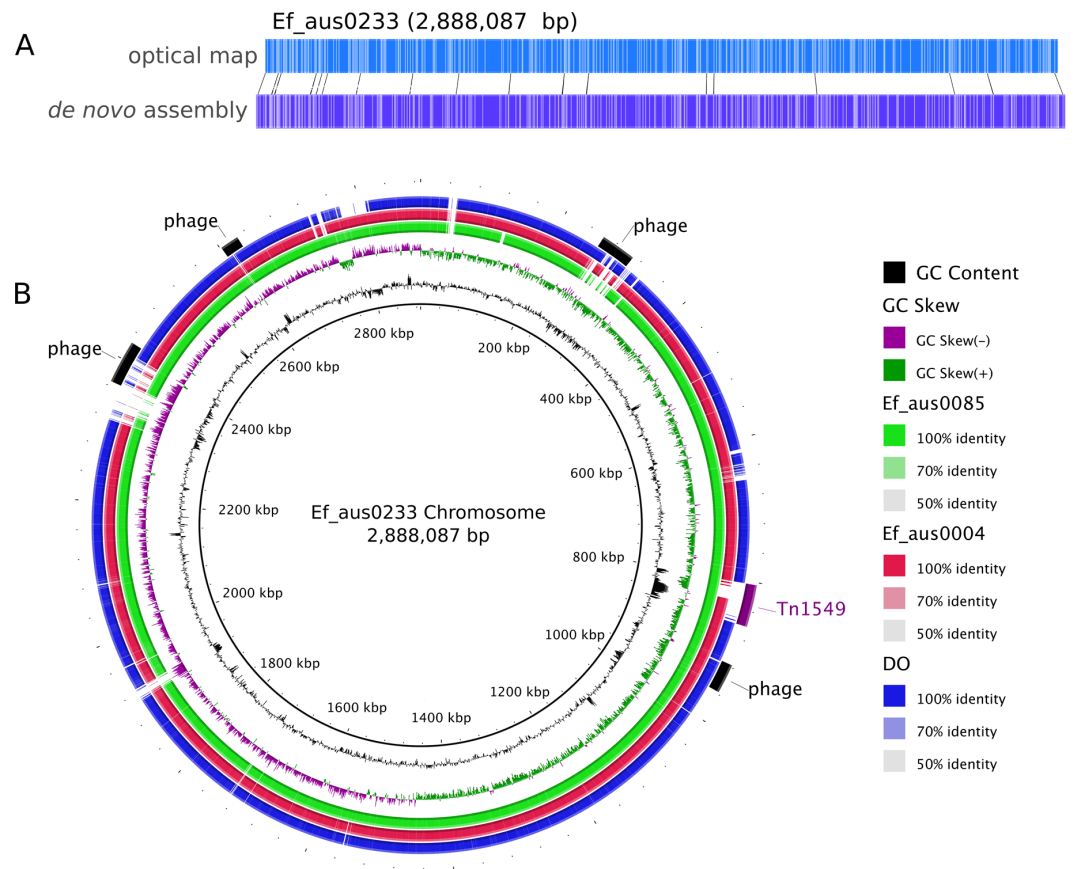 A
Ef_aus0233 (2,888,087 bp)
optical map
de novo assembly
B
phage
phage
phage
phage
Tn1549
200 kbp
400 kbp
600 kbp
800 kbp
1000 kbp
1200 kbp
1400 kbp
1600 kbp
1800 kbp
2000 kbp
2200 kbp
2400 kbp
2600 kbp
2800 kbp
Ef_aus0233 Chromosome
2,888,087 bp
GC Content
GC Skew
GC Skew(-)
GC Skew(+)
Ef_aus0085
100% identity
70% identity
50% identity
Ef_aus0004
100% identity
70% identity
50% identity
DO
100% identity
70% identity
50% identity